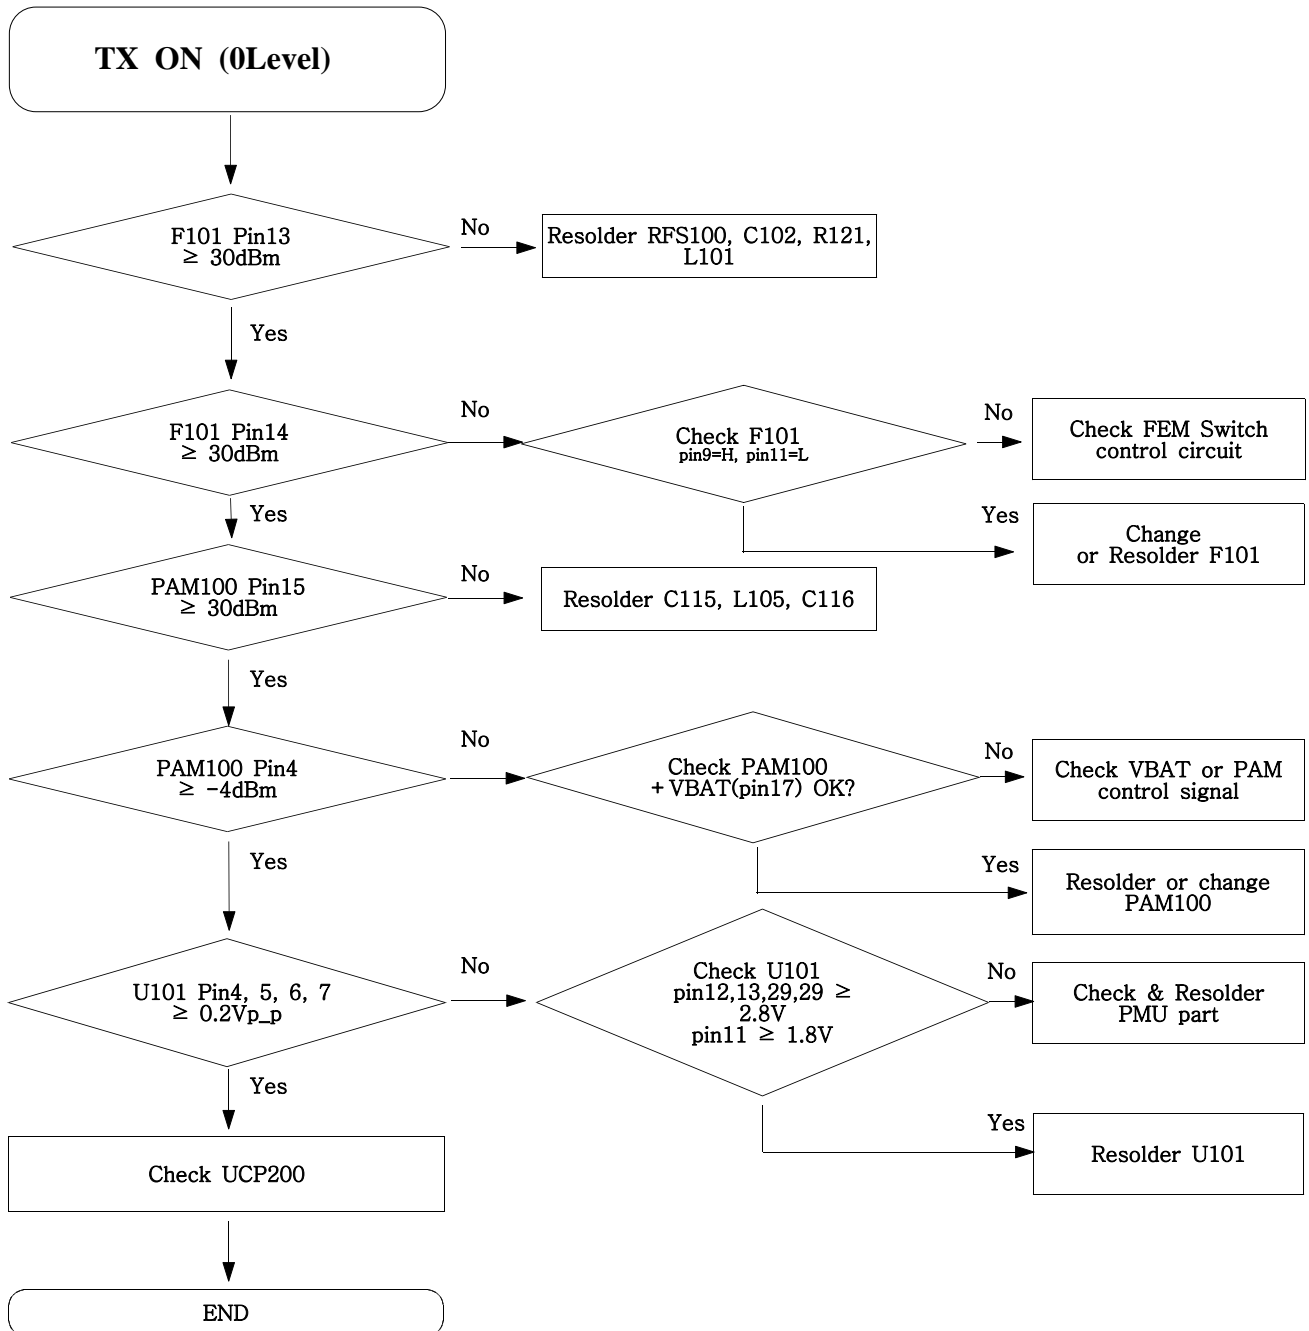 TX ON (0Level)
F101 Pin13
≥ 30dBm
No
Resolder RFS100, C102, R121,
L101
Yes
F101 Pin14
≥ 30dBm
No
Check F101
pin9=H, pin11=L
No
Check FEM Switch
control circuit
Yes
Change
or Resolder F101
Yes
PAM100 Pin15
≥ 30dBm
No
Resolder C115, L105, C116
Yes
PAM100 Pin4
≥ -4dBm
No
Check PAM100
+VBAT(pin17) OK?
No
Check VBAT or PAM
control signal
Yes
Resolder or change
PAM100
Yes
U101 Pin4, 5, 6, 7
≥ 0.2Vp_p
No
Check U101
pin12,13,29,29 ≥
2.8V
pin11 ≥ 1.8V
No
Check & Resolder
PMU part
Yes
Resolder U101
Yes
Check UCP200
END